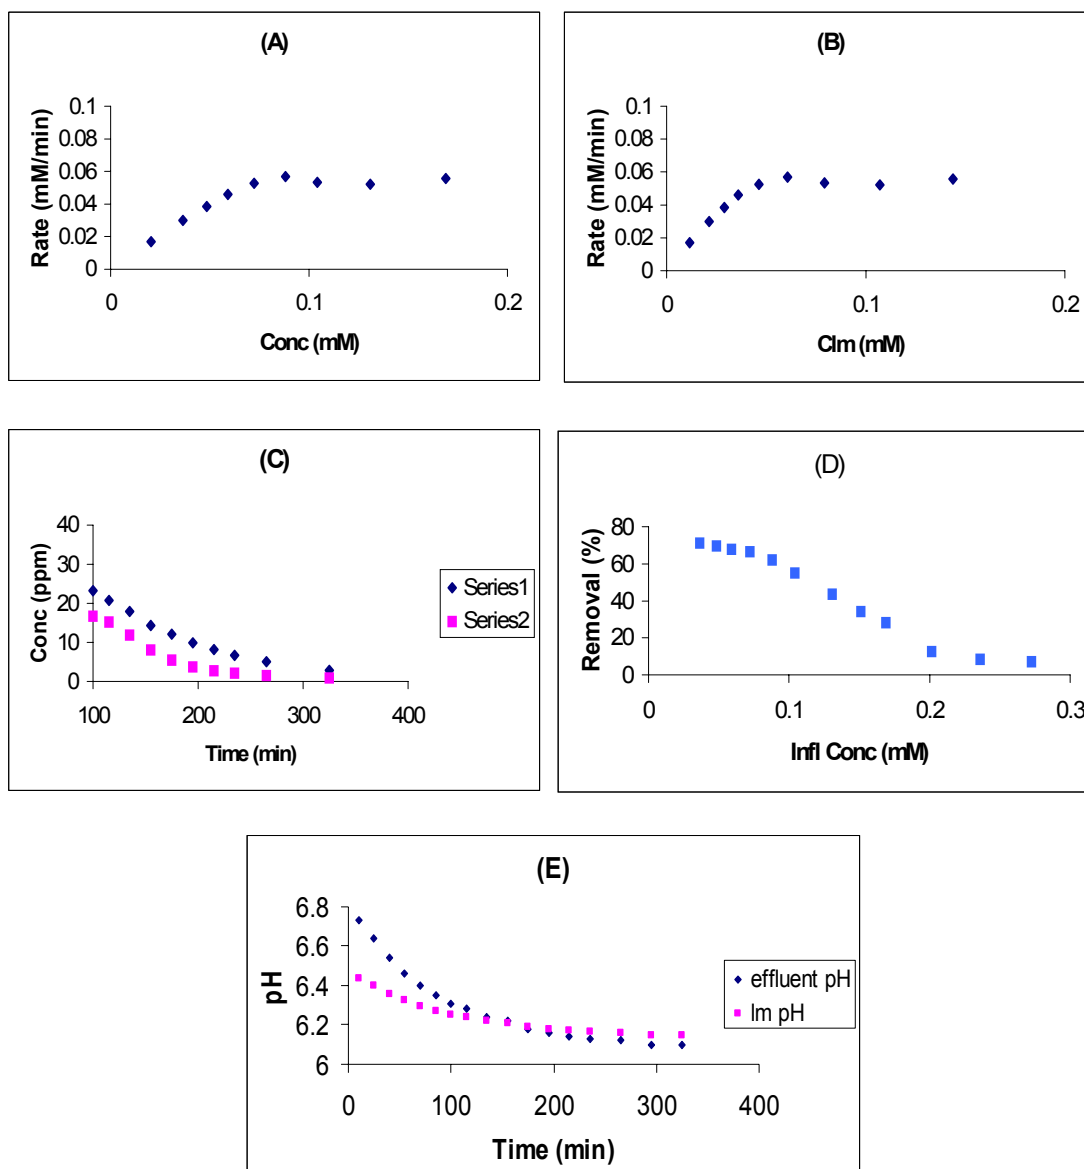 (A)
Rate (mM/min)
0.1
0.08
0.06
0.04
0.02
0
0 0.1 0.2
Conc (mM)
(B)
Rate (mM/min)
0.1
0.08
0.06
0.04
0.02
0
0 0.1 0.2
Clm (mM)
(C)
Conc (ppm)
40
30
20
10
0
100 200 300 400
Time (min)
Series1
Series2
(D)
Removal (%)
80
60
40
20
0
0 0.1 0.2 0.3
Infl Conc (mM)
(E)
pH
6.8
6.6
6.4
6.2
6
0 100 200 300 400
Time (min)
effluent pH
lm pH